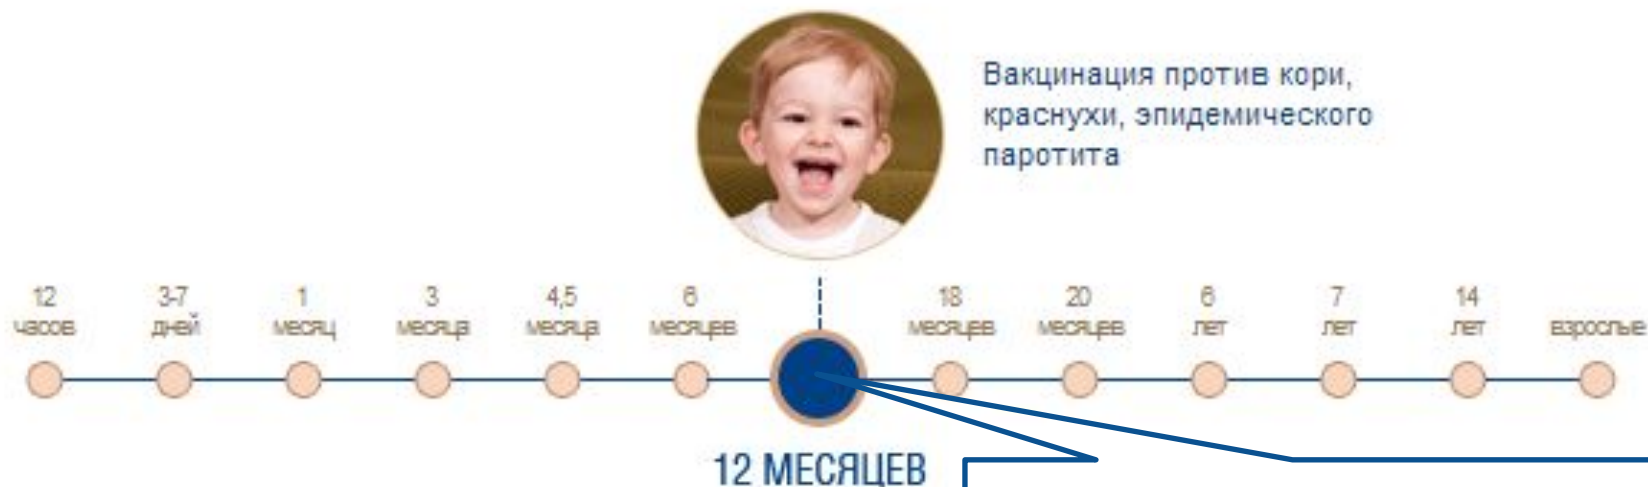 Вакцинация против кори,
краснухи, эпидемического
паротита
12
часов
3-7
дней
1
месяц
3
месяца
4,5
месяца
6
месяцев
18
месяцев
20
месяцев
6
лет
7
лет
14
лет
взрослые
12 МЕСЯЦЕВ